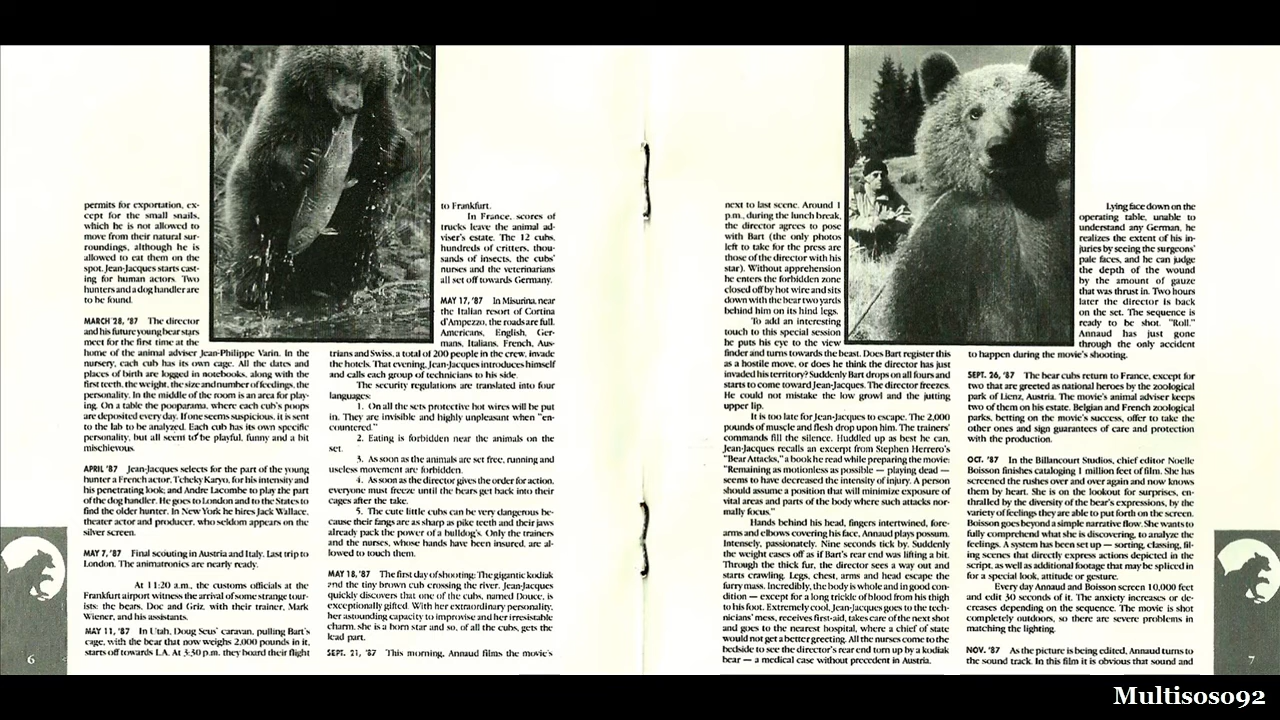 permits for exportation, ex-
cept for the small snails,
which he is not allowed to
move from their natural sur-
roundings, although he is
allowed to eat them on the
spot. Jean-Jacques starts cast-
ing for human actors. Two
hunters and a dog handler are
to be found.
MARCH 28, '87 The director
and his future young bear stars
meet for the first time at the
home of the animal adviser Jean-Philippe Varin. In the
nursery, each cub has its own cage. All the dates and
places of birth are logged in notebooks, along with the
first teeth, the weight, the size and number of feedings, the
personality. In the middle of the room is an area for play-
ing. On a table the pooparama, where each cub's poops
are deposited every day. If one seems suspicious, it is sent
to the lab to be analyzed. Each cub has its own specific
personality, but all seem to be playful, funny and a bit
mischievous.
APRIL '87 Jean-Jacques selects for the part of the young
hunter a French actor, Tcheky Karyo, for his intensity and
his penetrating look; and Andre Lacombe to play the part
of the dog handler. He goes to London and to the States to
find the older hunter. In New York he hires Jack Wallace,
theater actor and producer, who seldom appears on the
silver screen.
MAY 7, '87 Final scouting in Austria and Italy. Last trip to
London. The animatronics are nearly ready.
At 11:20 a.m., the customs officials at the
Frankfurt airport witness the arrival of some strange tour-
ists: the bears, Doc and Griz, with their trainer, Mark
Wiener, and his assistants.
MAY 11, '87 In Utah, Doug Seus' caravan, pulling Bart's
cage, with the bear that now weighs 2,000 pounds in it,
starts off towards L.A. At 3:30 p.m. they board their flight
6
to Frankfurt.
In France, scores of
trucks leave the animal ad-
viser's estate. The 12 cubs,
hundreds of critters, thou-
sands of insects, the cubs'
nurses and the veterinarians
all set off towards Germany.
MAY 17, '87 In Misurina, near
the Italian resort of Cortina
d'Ampezzo, the roads are full.
Americans, English, Ger-
mans, Italians, French, Aus-
trians and Swiss, a total of 200 people in the crew, invade
the hotels. That evening, Jean-Jacques introduces himself
and calls each group of technicians to his side.
The security regulations are translated into four
languages:
1. On all the sets protective hot wires will be put
in. They are invisible and highly unpleasant when "en-
countered."
2. Eating is forbidden near the animals on the
set.
3. As soon as the animals are set free, running and
useless movement are forbidden.
4. As soon as the director gives the order for action,
everyone must freeze until the bears get back into their
cages after the take.
5. The cute little cubs can be very dangerous be-
cause their fangs are as sharp as pike teeth and their jaws
already pack the power of a bulldog's. Only the trainers
and the nurses, whose hands have been insured, are al-
lowed to touch them.
MAY 18, '87 The first day of shooting: The gigantic kodiak
and the tiny brown cub crossing the river. Jean-Jacques
quickly discovers that one of the cubs, named Douce, is
exceptionally gifted. With her extraordinary personality,
her astounding capacity to improvise and her irresistable
charm, she is a born star and so, of all the cubs, gets the
lead part.
SEPT. 21, '87 This morning, Annaud films the movie's
next to last scene. Around 1
p.m., during the lunch break,
the director agrees to pose
with Bart (the only photos
left to take for the press are
those of the director with his
star). Without apprehension
he enters the forbidden zone
closed off by hot wire and sits
down with the bear two yards
behind him on his hind legs.
To add an interesting
touch to this special session
he puts his eye to the view
finder and turns towards the beast. Does Bart register this
as a hostile move, or does he think the director has just
invaded his territory? Suddenly Bart drops on all fours and
starts to come toward Jean-Jacques. The director freezes.
He could not mistake the low growl and the jutting
upper lip.
It is too late for Jean-Jacques to escape. The 2,000
pounds of muscle and flesh drop upon him. The trainers'
commands fill the silence. Huddled up as best he can,
Jean-Jacques recalls an excerpt from Stephen Herrero's
"Bear Attacks," a book he read while preparing the movie:
"Remaining as motionless as possible — playing dead —
seems to have decreased the intensity of injury. A person
should assume a position that will minimize exposure of
vital areas and parts of the body where such attacks nor-
mally focus."
Hands behind his head, fingers intertwined, fore-
arms and elbows covering his face, Annaud plays possum.
Intensely, passionately. Nine seconds tick by. Suddenly
the weight eases off as if Bart's rear end was lifting a bit.
Through the thick fur, the director sees a way out and
starts crawling. Legs, chest, arms and head escape the
furry mass. Incredibly, the body is whole and in good con-
dition — except for a long trickle of blood from his thigh
to his foot. Extremely cool, Jean-Jacques goes to the tech-
nicians' mess, receives first-aid, takes care of the next shot
and goes to the nearest hospital, where a chief of state
would not get a better greeting. All the nurses come to the
bedside to see the director's rear end torn up by a kodiak
bear — a medical case without precedent in Austria.
Lying face down on the
operating table, unable to
understand any German, he
realizes the extent of his in-
juries by seeing the surgeons'
pale faces, and he can judge
the depth of the wound
by the amount of gauze
that was thrust in. Two hours
later the director is back
on the set. The sequence is
ready to be shot. "Roll."
Annaud has just gone
through the only accident
to happen during the movie's shooting.
SEPT. 26, '87 The bear cubs return to France, except for
two that are greeted as national heroes by the zoological
park of Lienz, Austria. The movie's animal adviser keeps
two of them on his estate. Belgian and French zoological
parks, betting on the movie's success, offer to take the
other ones and sign guarantees of care and protection
with the production.
OCT. '87 In the Billancourt Studios, chief editor Noelle
Boisson finishes cataloging 1 million feet of film. She has
screened the rushes over and over again and now knows
them by heart. She is on the lookout for surprises, en-
thralled by the diversity of the bear's expressions, by the
variety of feelings they are able to put forth on the screen.
Boisson goes beyond a simple narrative flow. She wants to
fully comprehend what she is discovering, to analyze the
feelings. A system has been set up — sorting, classing, fil-
ing scenes that directly express actions depicted in the
script, as well as additional footage that may be spliced in
for a special look, attitude or gesture.
Every day Annaud and Boisson screen 10,000 feet
and edit 30 seconds of it. The anxiety increases or de-
creases depending on the sequence. The movie is shot
completely outdoors, so there are severe problems in
matching the lighting.
NOV. '87 As the picture is being edited, Annaud turns to
the sound track. In this film it is obvious that sound and
7
Multisoso92